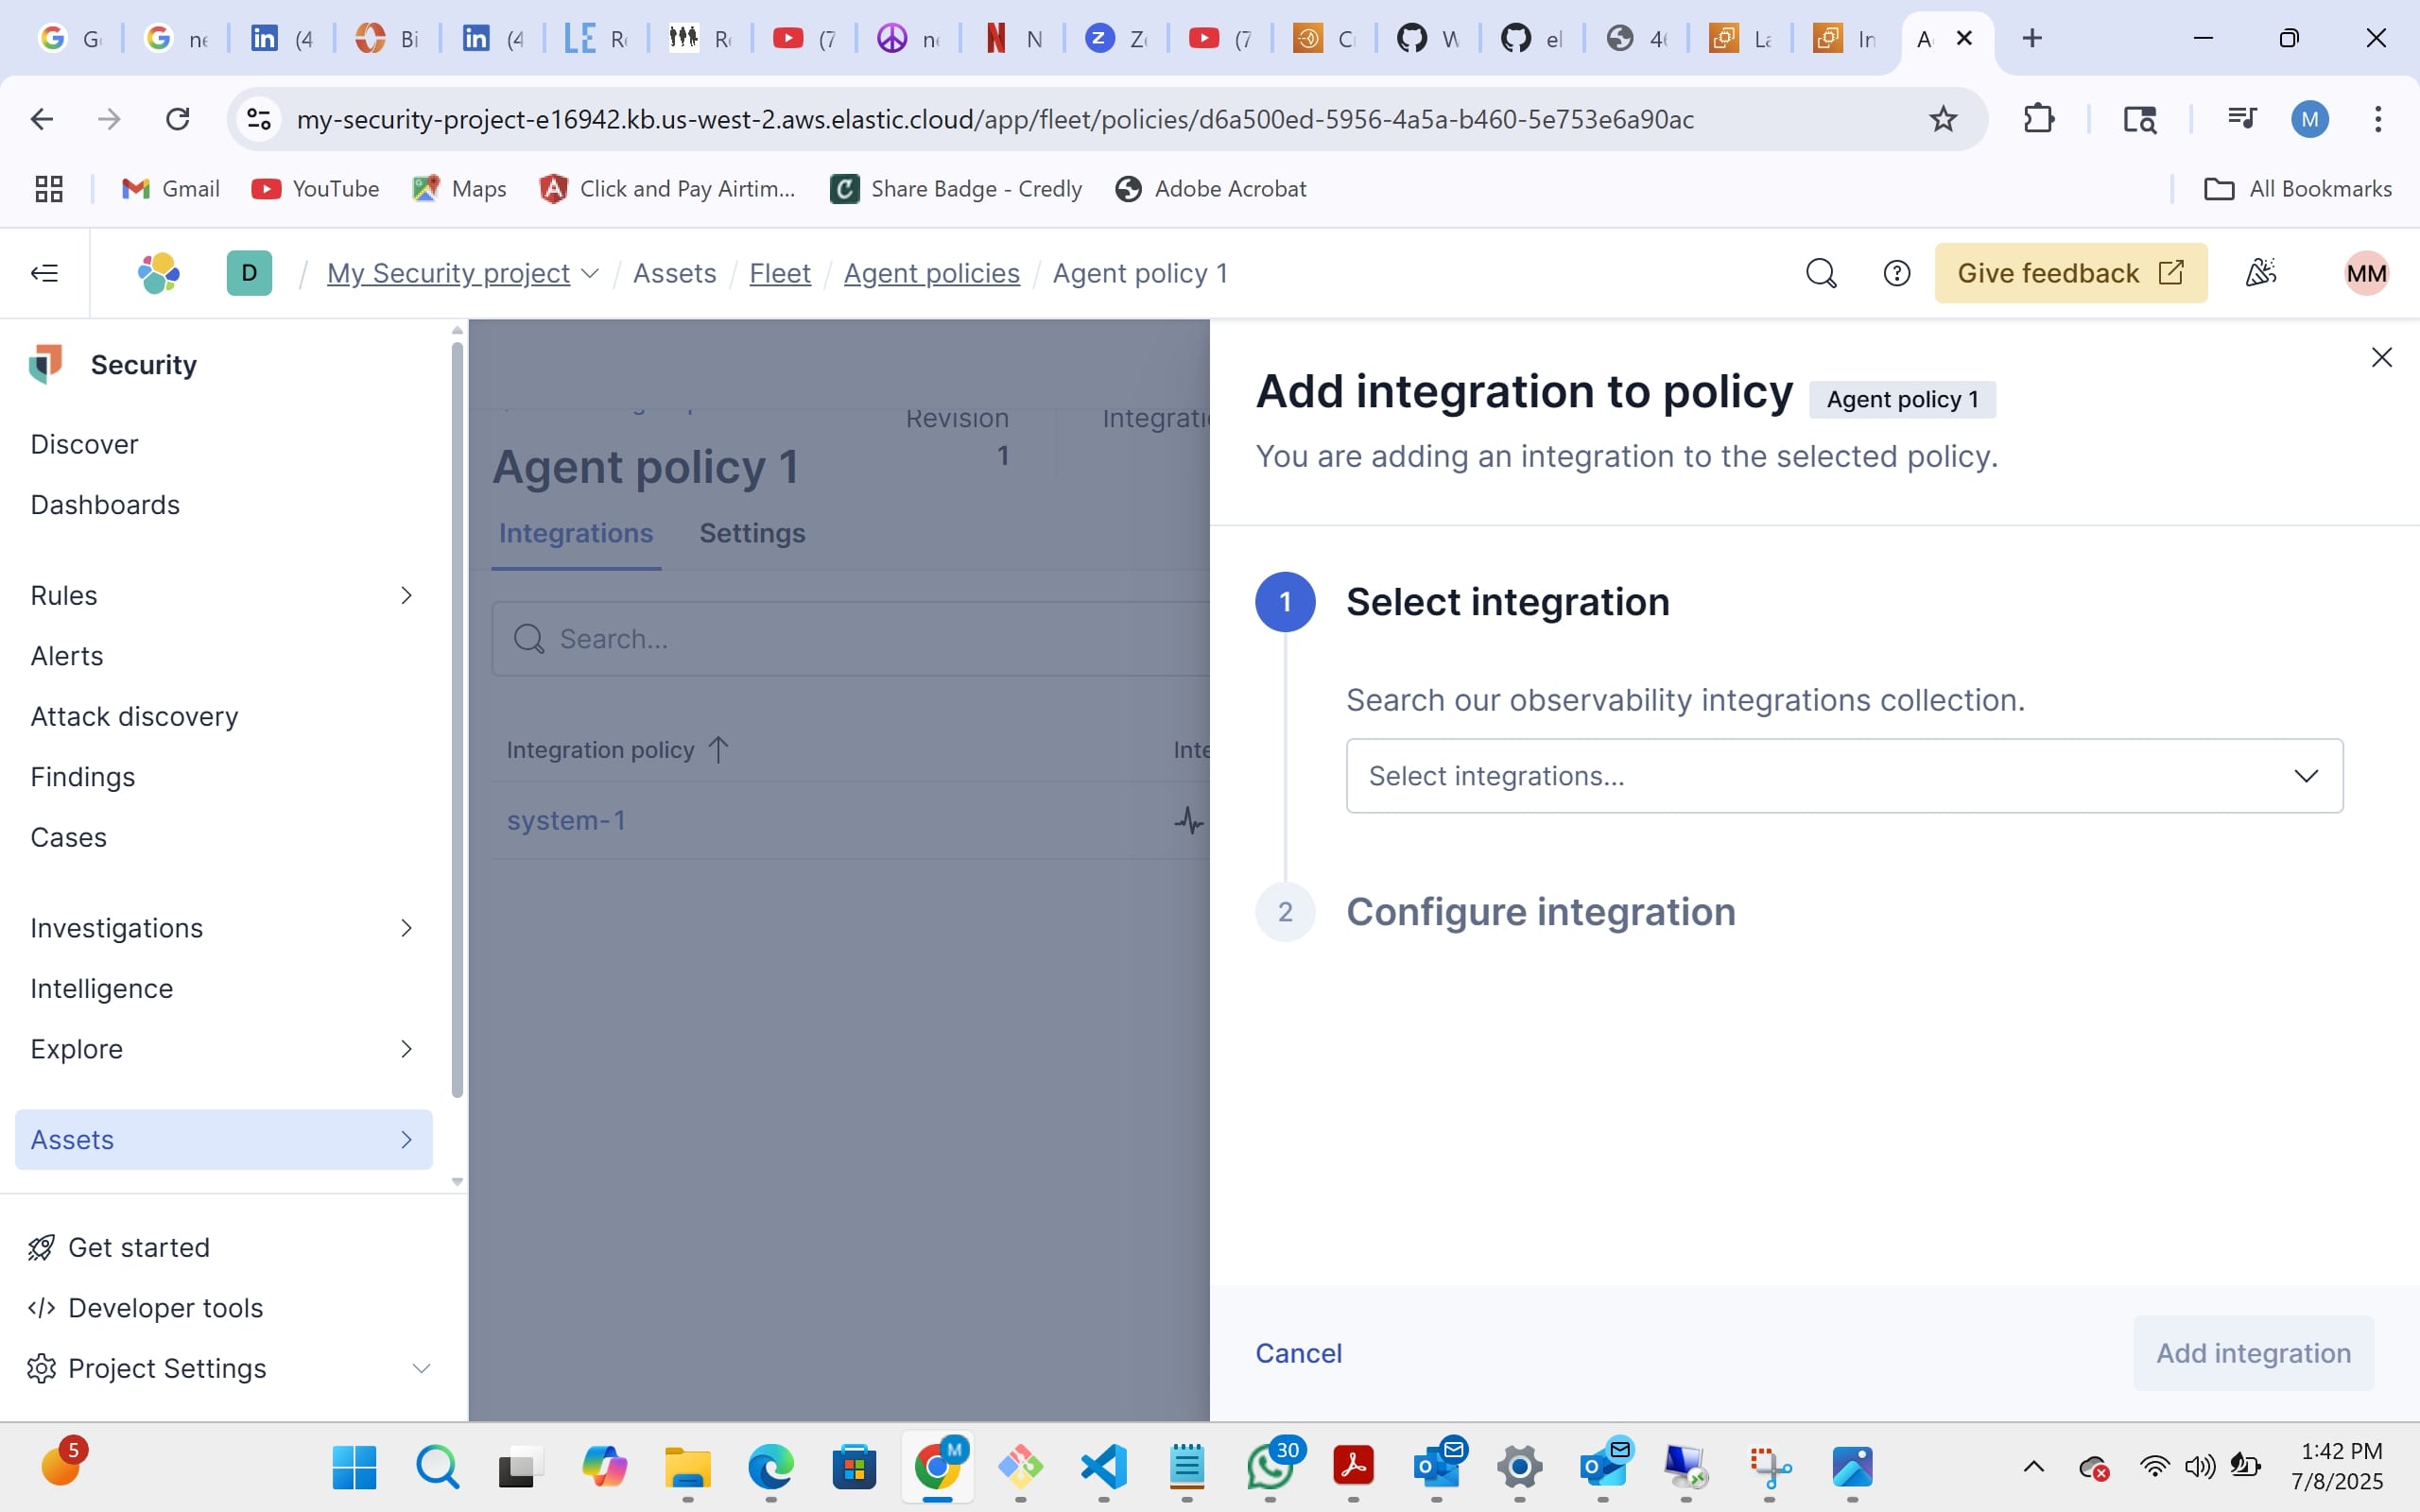 G
ne
(4
Bi
(4
R
R
(7
ne
N
Z
(7
C
W
el
4
L
In
A
my-security-project-e16942.kb.us-west-2.aws.elastic.cloud/app/fleet/policies/d6a500ed-5956-4a5a-b460-5e753e6a90ac
M
Gmail
YouTube
Maps
Click and Pay Airtim...
Share Badge - Credly
Adobe Acrobat
All Bookmarks
D / My Security project / Assets / Fleet / Agent policies / Agent policy 1
Give feedback
MM
Security
Discover
Dashboards
Rules
Alerts
Attack discovery
Findings
Cases
Investigations
Intelligence
Explore
Assets
Get started
Developer tools
Project Settings
Revision
1
Integrati
Agent policy 1
Integrations
Settings
Search...
Integration policy
Inte
system-1
Add integration to policy Agent policy 1
You are adding an integration to the selected policy.
1 Select integration
Search our observability integrations collection.
Select integrations...
2 Configure integration
Cancel
Add integration
5
M
30
1:42 PM
7/8/2025